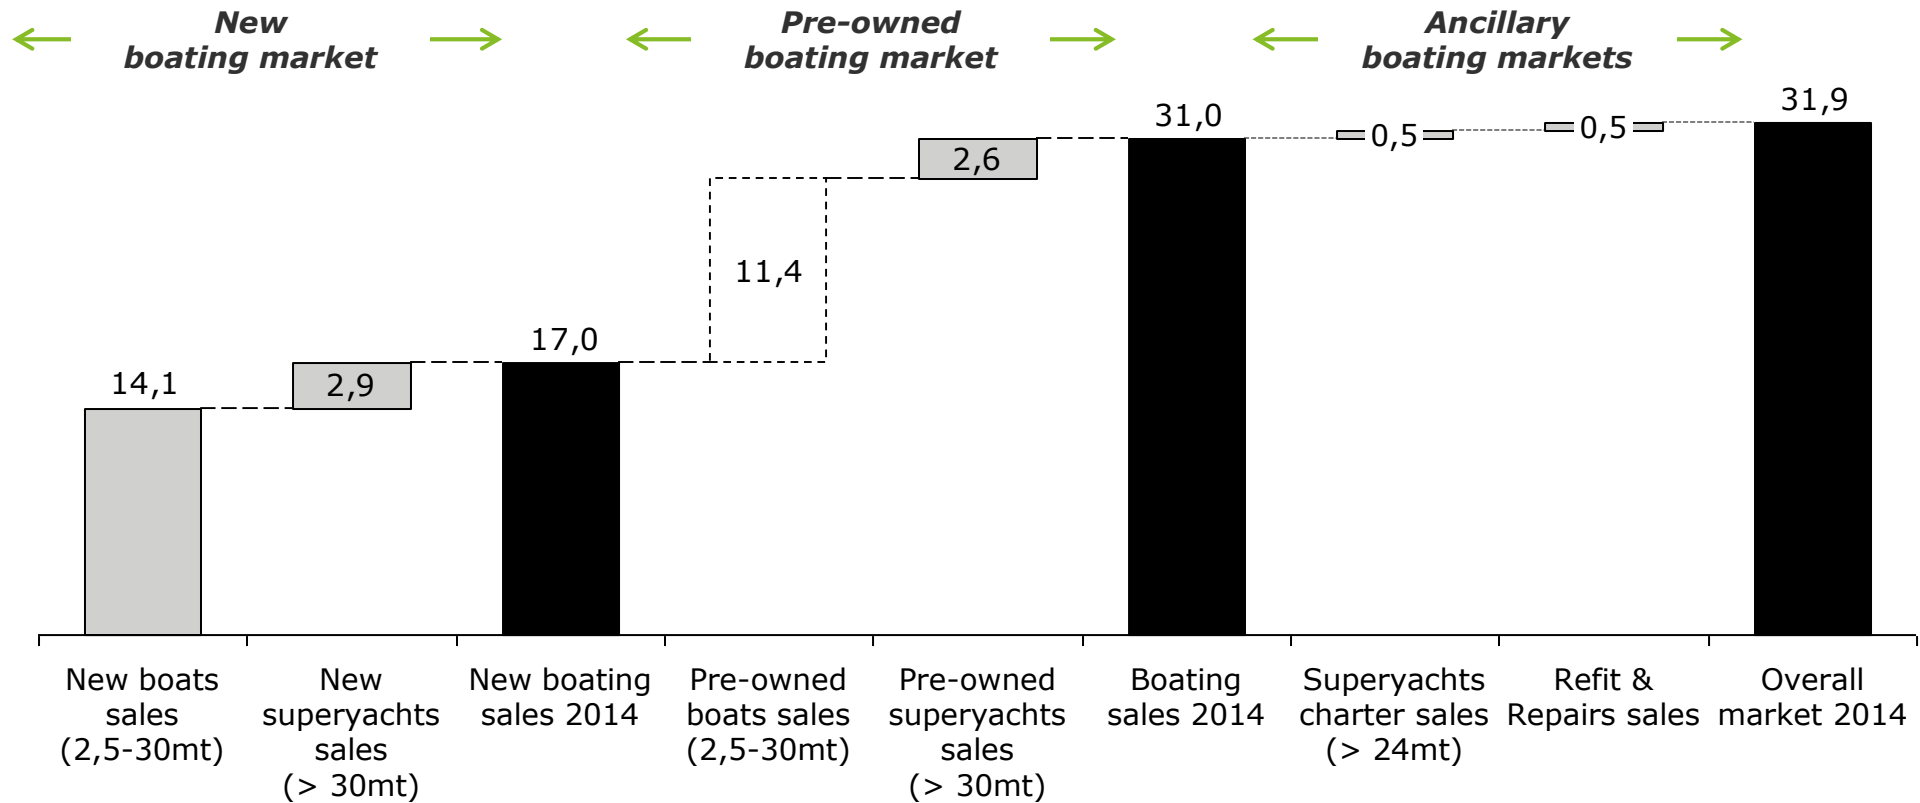 New
boating market
Pre-owned
boating market
Ancillary
boating markets
14,1
2,9
17,0
11,4
2,6
31,0
0,5
0,5
31,9
New boats
sales
(2,5-30mt)
New
superyachts
sales
(> 30mt)
New boating
sales 2014
Pre-owned
boats sales
(2,5-30mt)
Pre-owned
superyachts
sales
(> 30mt)
Boating
sales 2014
Superyachts
charter sales
(> 24mt)
Refit &
Repairs sales
Overall
market 2014